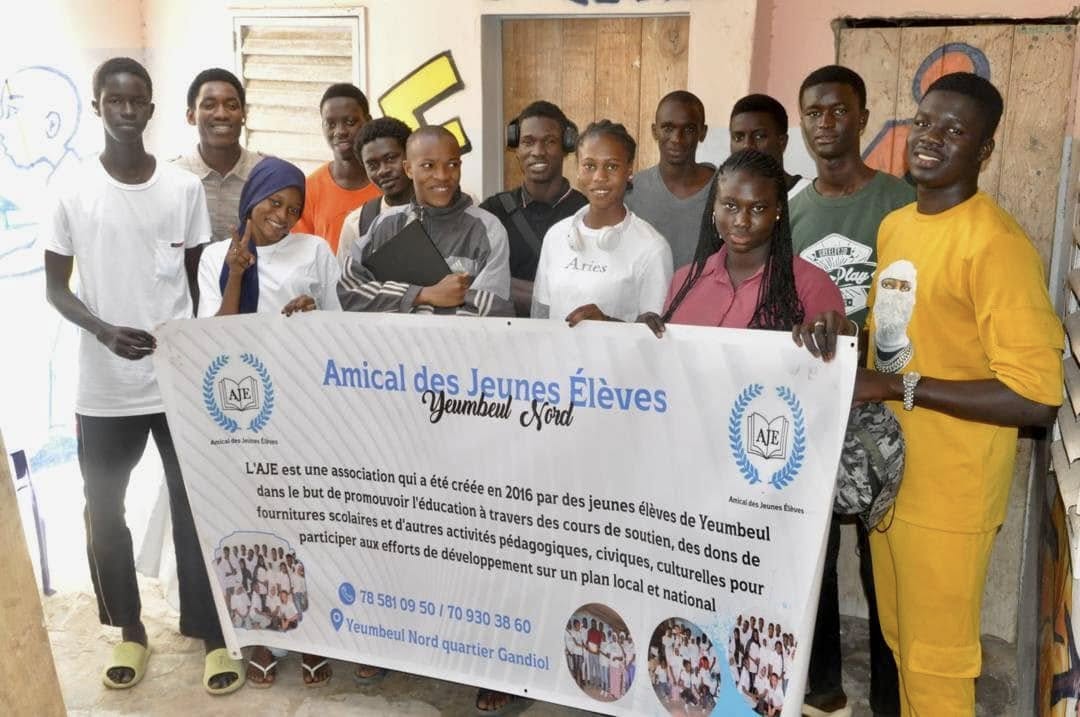 Amical des Jeunes Élèves
Yeumbeul Nord
AJE
Amical des Jeunes Élèves
AJE
Amical des Jeunes Élèves
L'AJE est une association qui a été créée en 2016 par des jeunes élèves de Yeumbeul
dans le but de promouvoir l'éducation à travers des cours de soutien, des dons de
fournitures scolaires et d'autres activités pédagogiques, civiques, culturelles pour
participer aux efforts de développement sur un plan local et national
78 581 09 50 / 70 930 38 60
Yeumbeul Nord quartier Gandiol
Aries
Play